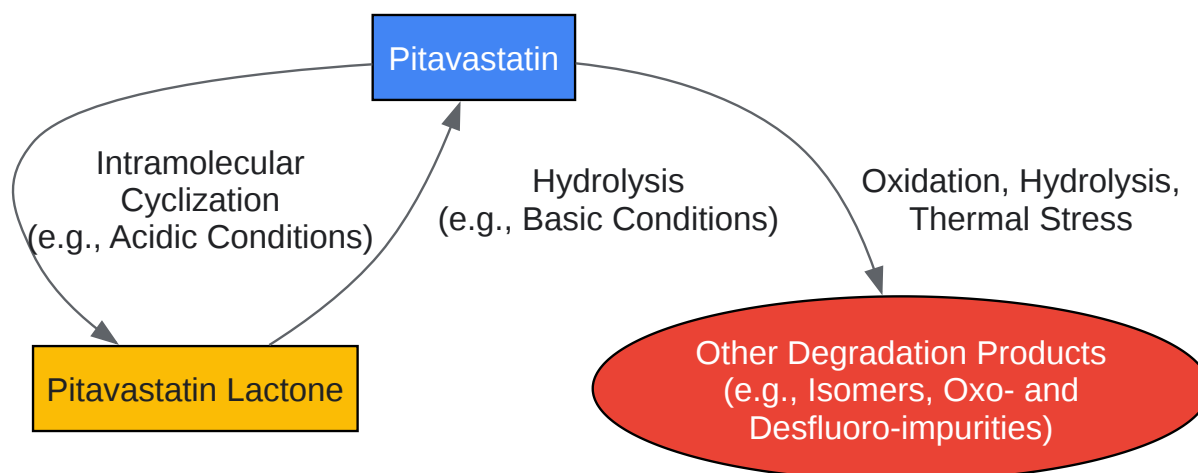 Pitavastatin
Intramolecular
Cyclization
(e.g., Acidic Conditions)
Hydrolysis
(e.g., Basic Conditions)
Oxidation, Hydrolysis,
Thermal Stress
Pitavastatin Lactone
Other Degradation Products
(e.g., Isomers, Oxo- and
Desfluoro-impurities)